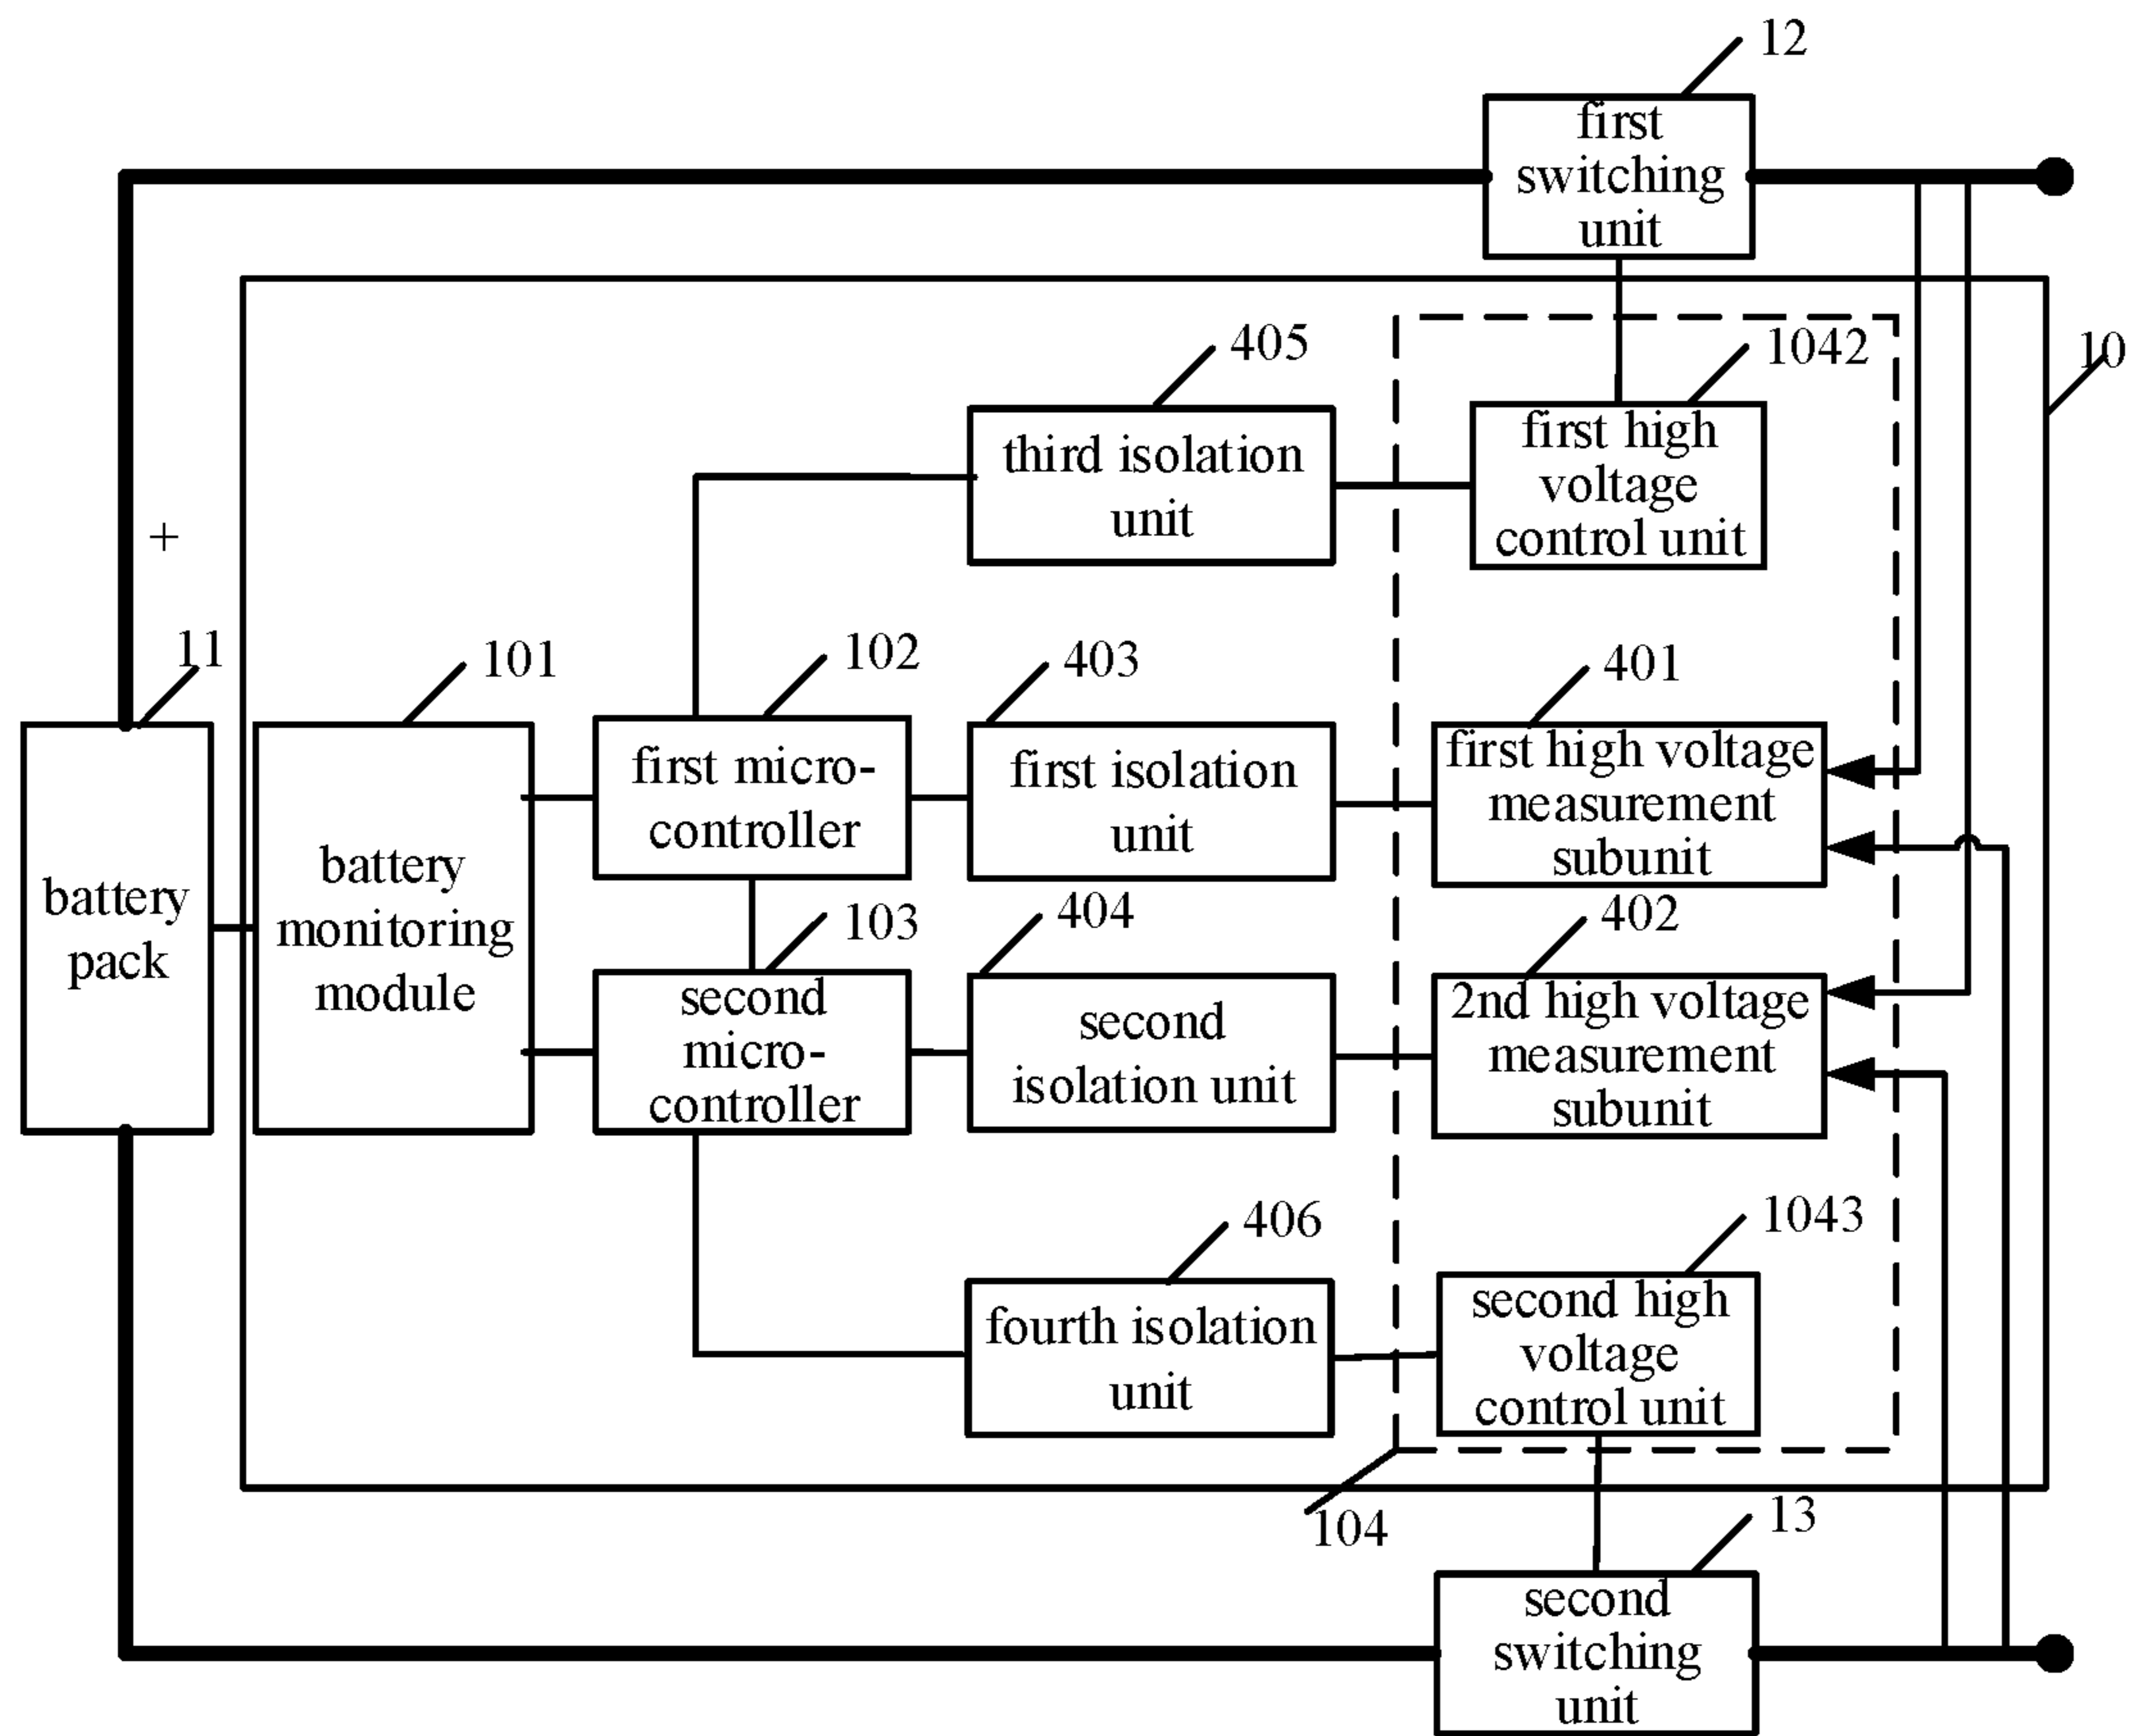 12
first
switching
unit
405
1042
10
third isolation
unit
first high
voltage
control unit
+
11
101
102
403
401
battery
pack
battery
monitoring
module
first micro-
controller
first isolation
unit
first high voltage
measurement
subunit
103
404
402
second
micro-
controller
second
isolation unit
2nd high voltage
measurement
subunit
406
1043
fourth isolation
unit
second high
voltage
control unit
104
13
second
switching
unit